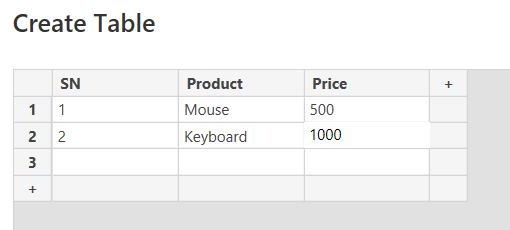 Create Table
SN Product Price +
1 1 Mouse 500
2 2 Keyboard 1000
3
+